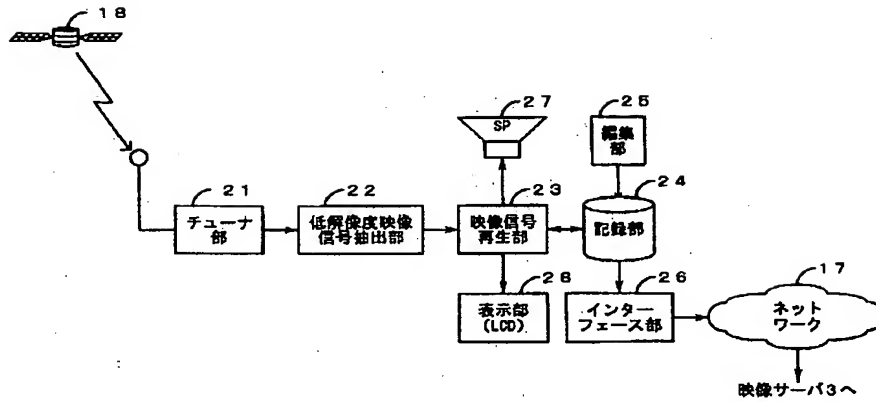 18
27
SP
25
編集
部
21
チューナ
部
22
低解像度映像
信号抽出部
23
映像信号
再生部
24
記録部
28
表示部
(LCD)
26
インター
フェース部
17
ネット
ワーク
映像サーバ3へ